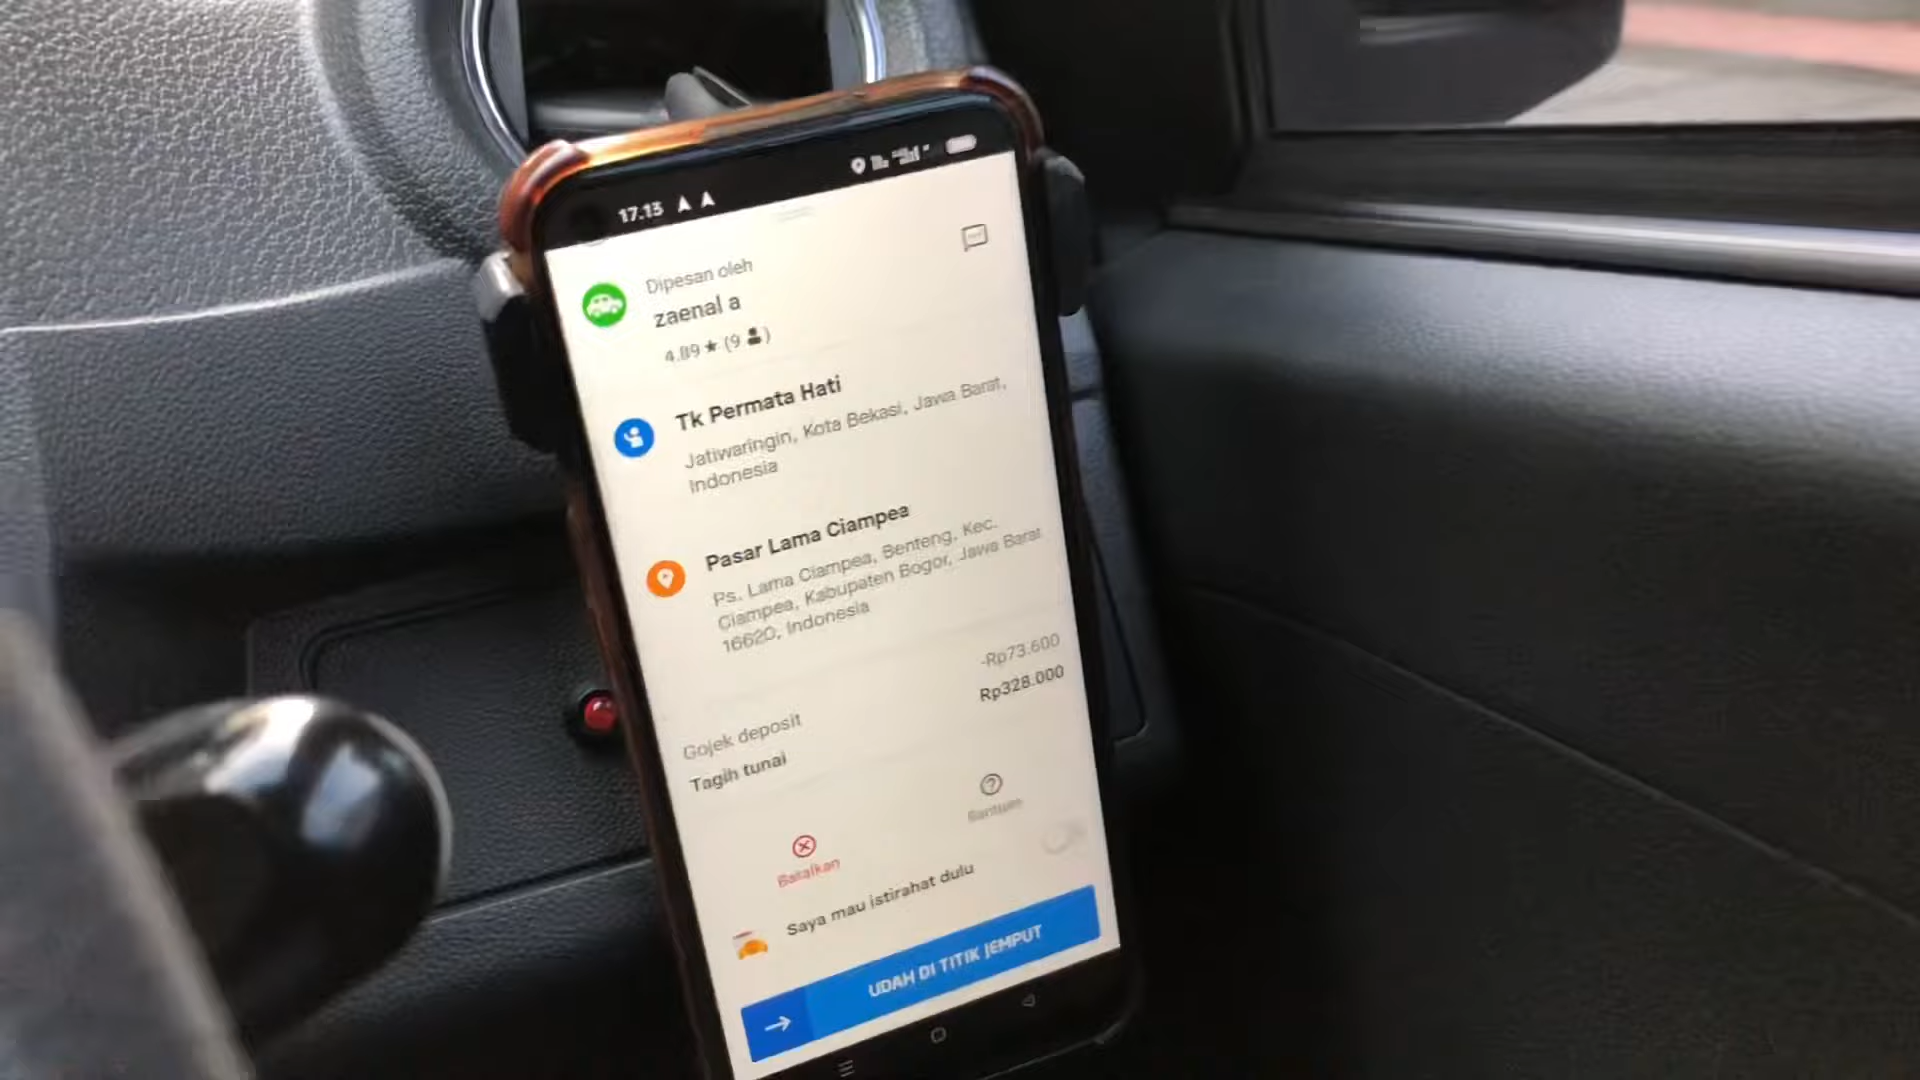 17.13
Dipesan oleh
zaenal a
4.89 ★ (9 )
Tk Permata Hati
Jatiwaringin, Kota Bekasi, Jawa Barat,
Indonesia
Pasar Lama Ciampea
Ps. Lama Ciampea, Benteng, Kec.
Ciampea, Kabupaten Bogor, Jawa Barat
16620, Indonesia
Gojek deposit -Rp73.600
Tagih tunai Rp328.000
Batalkan
Bantuan
Saya mau istirahat dulu
UDAH DI TITIK JEMPUT